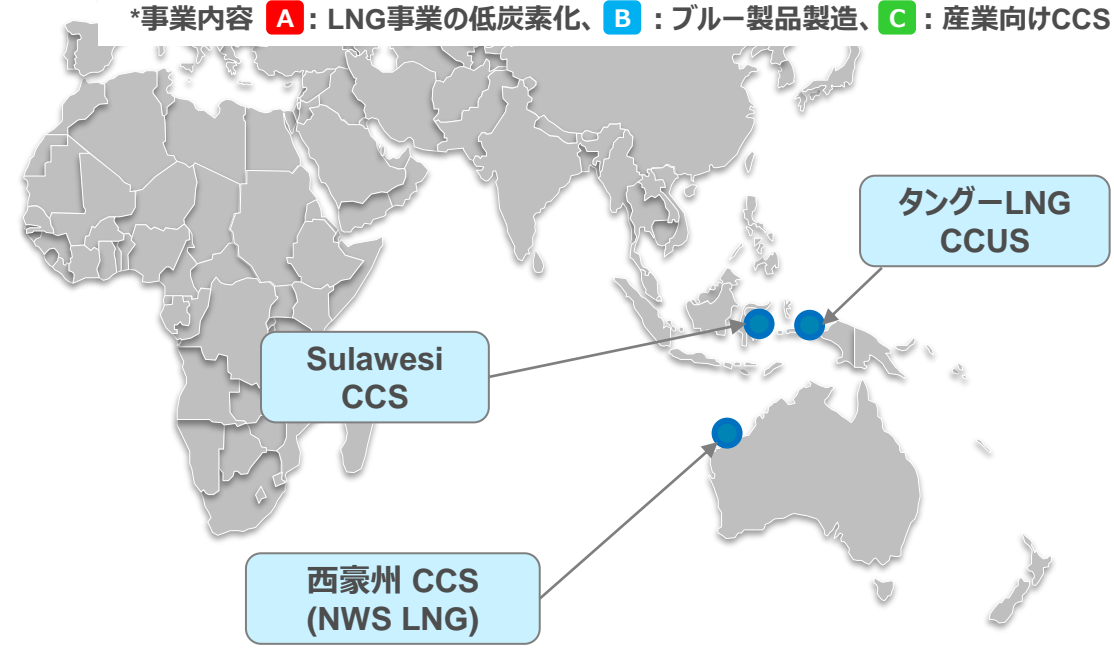 *事業内容 A：LNG事業の低炭素化、 B ：ブルー製品製造、 C ：産業向けCCS
タングーLNG
CCUS
Sulawesi
CCS
西豪州 CCS
(NWS LNG)